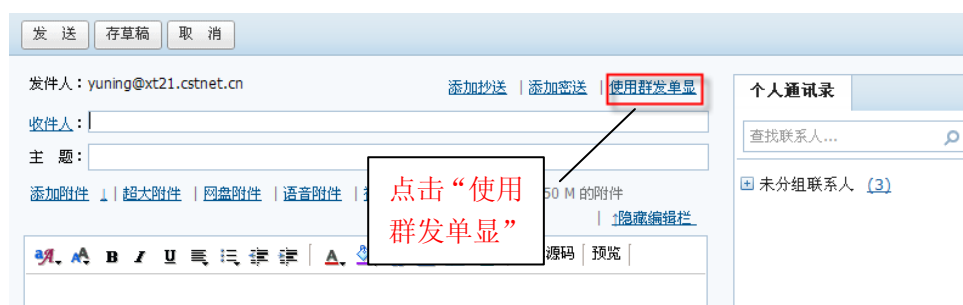 发 送 存草稿 取 消
发件人：yuning@xt21.cstnet.cn 添加抄送 | 添加密送 | 使用群发单显
收件人：
主 题：
添加附件 | 超大附件 | 网盘附件 | 语音附件 | 50 M 的附件
| ↑隐藏编辑栏
点击“使用
群发单显”
B I U A 源码 预览
个人通讯录
查找联系人...
未分组联系人 (3)